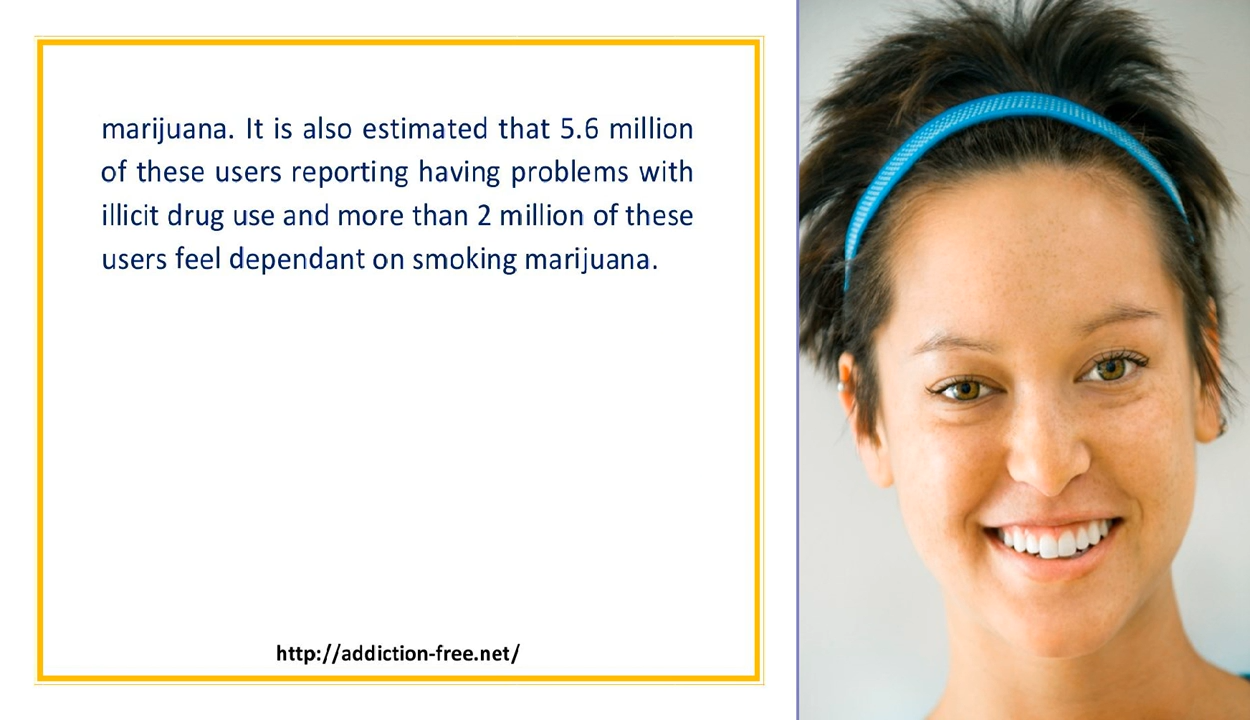 marijuana. It is also estimated that 5.6 million
of these users reporting having problems with
illicit drug use and more than 2 million of these
users feel dependant on smoking marijuana.
http://addiction-free.net/